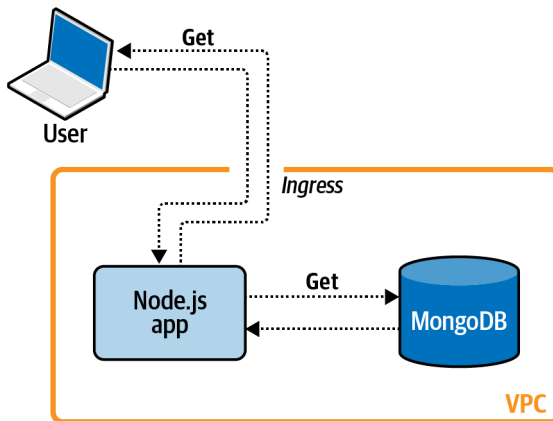 Get
User
Ingress
Node.js
app
Get
MongoDB
VPC